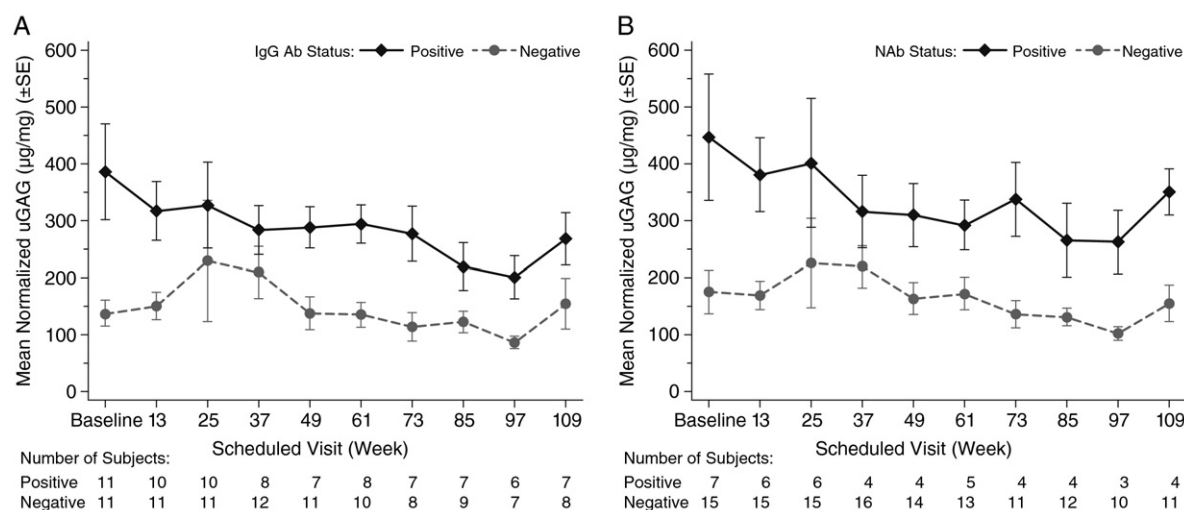 A
IgG Ab Status: Positive Negative
Mean Normalized uGAG (µg/mg) (±SE)
600
500
400
300
200
100
0
Baseline 13 25 37 49 61 73 85 97 109
Scheduled Visit (Week)
Number of Subjects:
Positive 11 10 10 8 7 8 7 7 6 7
Negative 11 11 11 12 11 10 8 9 7 8
B
NAb Status: Positive Negative
Mean Normalized uGAG (µg/mg) (±SE)
600
500
400
300
200
100
0
Baseline 13 25 37 49 61 73 85 97 109
Scheduled Visit (Week)
Number of Subjects:
Positive 7 6 6 4 4 5 4 4 3 4
Negative 15 15 15 16 14 13 11 12 10 11